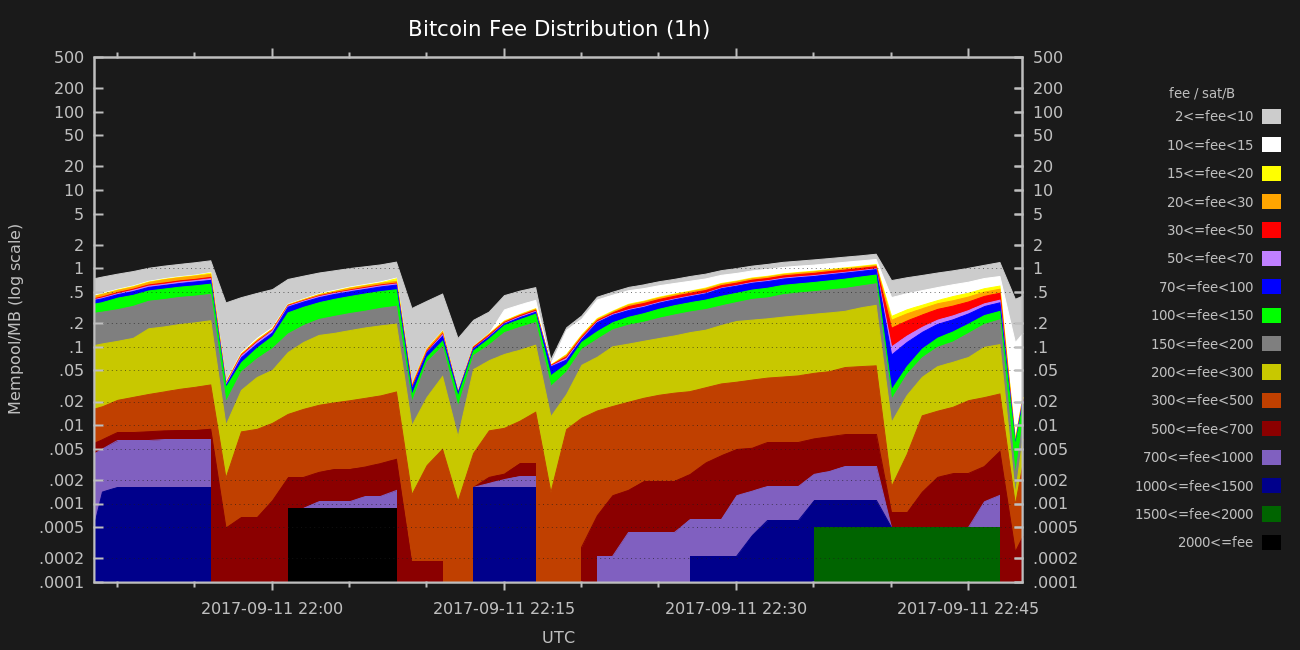 Bitcoin Fee Distribution (1h)
Mempool/MB (log scale)
500
200
100
50
20
10
5
2
1
.5
.2
.1
.05
.02
.01
.005
.002
.001
.0005
.0002
.0001
500
200
100
50
20
10
5
2
1
.5
.2
.1
.05
.02
.01
.005
.002
.001
.0005
.0002
.0001
2017-09-11 22:00
2017-09-11 22:15
2017-09-11 22:30
2017-09-11 22:45
UTC
fee / sat/B
2<=fee<10
10<=fee<15
15<=fee<20
20<=fee<30
30<=fee<50
50<=fee<70
70<=fee<100
100<=fee<150
150<=fee<200
200<=fee<300
300<=fee<500
500<=fee<700
700<=fee<1000
1000<=fee<1500
1500<=fee<2000
2000<=fee